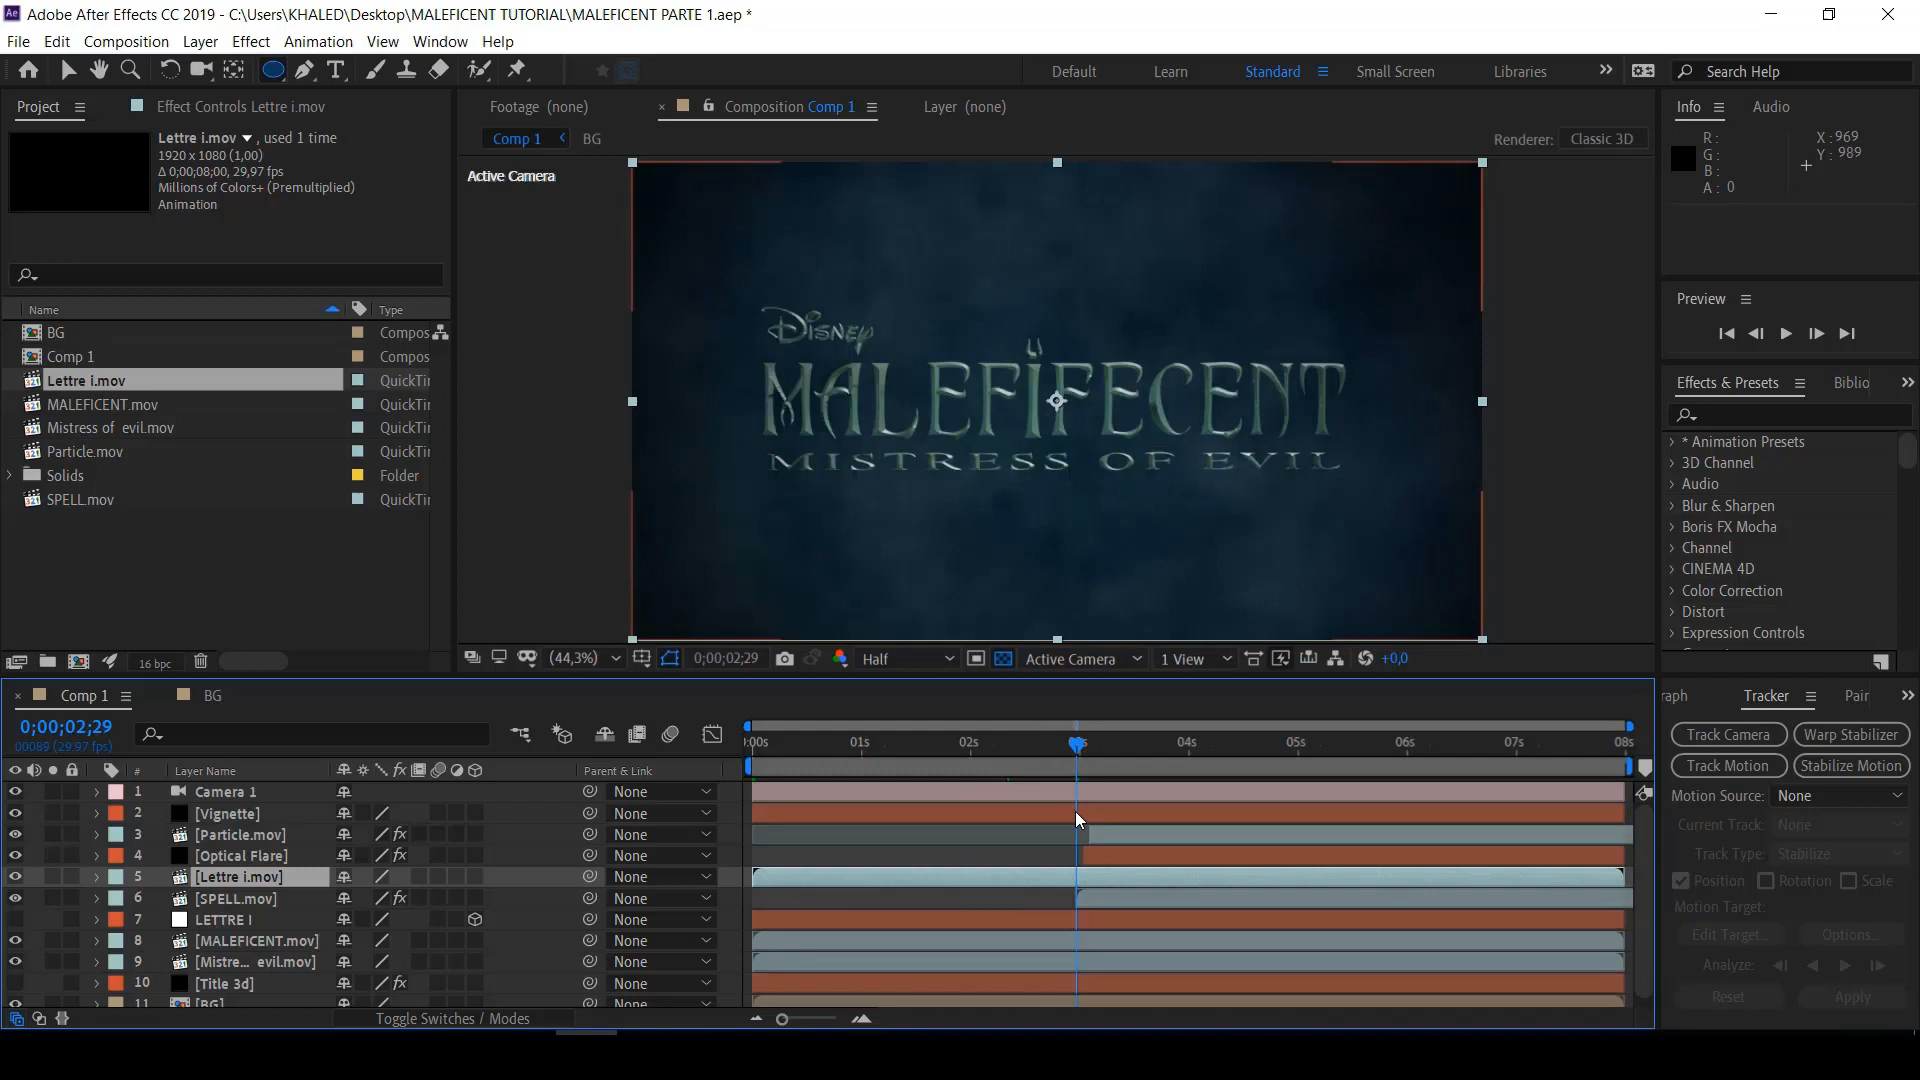 Adobe After Effects CC 2019 - C:\Users\KHALED\Desktop\MALEFICENT TUTORIAL\MALEFICENT PARTE 1.aep *
File Edit Composition Layer Effect Animation View Window Help
Default Learn Standard Small Screen Libraries Search Help
Project Effect Controls Lettre i.mov
Lettre i.mov , used 1 time
1920 x 1080 (1,00)
Δ 0;00;08;00, 29,97 fps
Millions of Colors+ (Premultiplied)
Animation
Name Type
BG Compos
Comp 1 Compos
Lettre i.mov QuickTi
MALEFICENT.mov QuickTi
Mistress of evil.mov QuickTi
Particle.mov QuickTi
Solids Folder
SPELL.mov QuickTi
16 bpc
Footage (none) Composition Comp 1 Layer (none)
Comp 1 BG Renderer: Classic 3D
Active Camera
DISNEY
MALEFIFECENT
MISTRESS OF EVIL
(44,3%) 0;00;02;29 Half Active Camera 1 View +0,0
Info Audio
R: X : 969
G: Y : 989
B:
A: 0
Preview
Effects & Presets Biblio
* Animation Presets
3D Channel
Audio
Blur & Sharpen
Boris FX Mocha
Channel
CINEMA 4D
Color Correction
Distort
Expression Controls
Comp 1 BG
0;00;02;29
00089 (29.97 fps)
:00s 01s 02s 04s 05s 06s 07s 08s
# Layer Name Parent & Link
1 Camera 1 None
2 [Vignette] None
3 [Particle.mov] None
4 [Optical Flare] None
5 [Lettre i.mov] None
6 [SPELL.mov] None
7 LETTRE I None
8 [MALEFICENT.mov] None
9 [Mistre... evil.mov] None
10 [Title 3d] None
11 [BG] None
Toggle Switches / Modes
raph Tracker Pair
Track Camera Warp Stabilizer
Track Motion Stabilize Motion
Motion Source: None
Current Track: None
Track Type: Stabilize
Position Rotation Scale
Motion Target:
Edit Target... Options...
Analyze:
Reset Apply